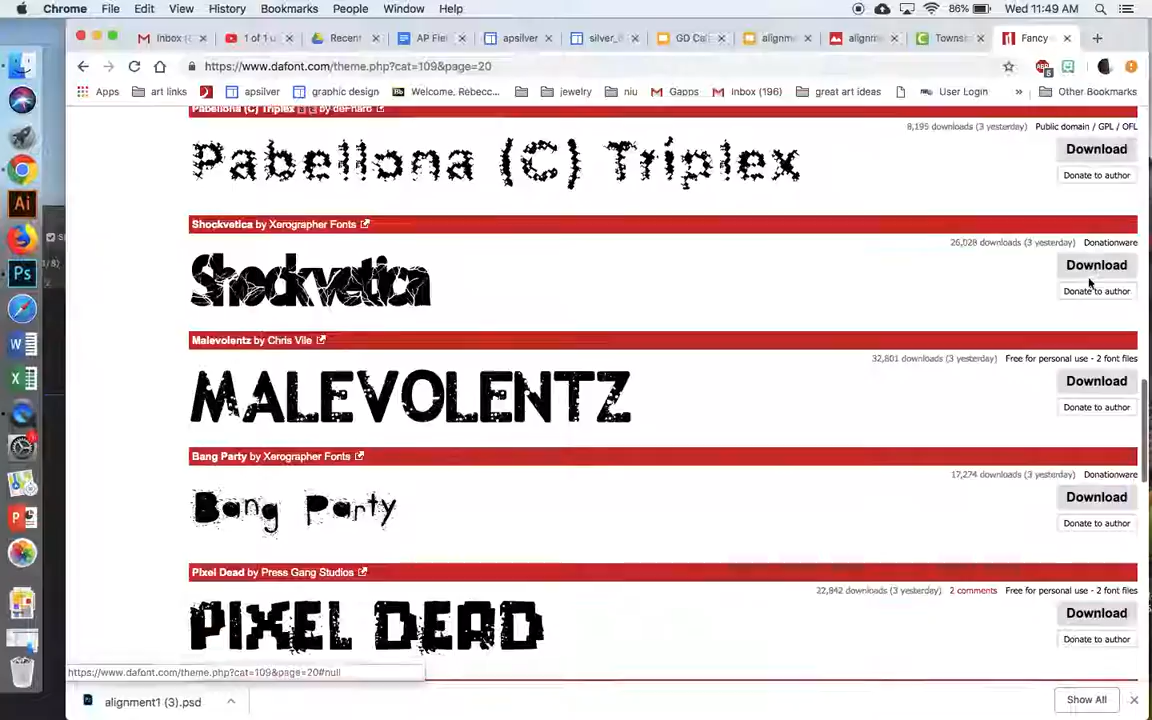 Chrome File Edit View History Bookmarks People Window Help 86% Wed 11:49 AM
Inbox 1 of 1 Recent AP apsilver silver_ alignm alignm Towns Fancy
https://www.dafont.com/theme.php?cat=109&page=20
Apps art links apsilver graphic design Welcome, Rebecc... jewelry niu Gapps Inbox (196) great art ideas User Login » Other Bookmarks
Pabellona (C) Triplex by deFharo
8,195 downloads (3 yesterday) Public domain / GPL / OFL
Pabellona (C) Triplex
Download
Donate to author
Shockvetica by Xerographer Fonts
26,028 downloads (3 yesterday) Donationware
Shockvetica
Download
Donate to author
Malevolentz by Chris Vile
32,801 downloads (3 yesterday) Free for personal use - 2 font files
MALEVOLENTZ
Download
Donate to author
Bang Party by Xerographer Fonts
17,274 downloads (3 yesterday) Donationware
Bang Party
Download
Donate to author
Pixel Dead by Press Gang Studios
22,842 downloads (3 yesterday) 2 comments Free for personal use - 2 font files
PIXEL DEAD
Download
Donate to author
https://www.dafont.com/theme.php?cat=109&page=20#null
alignment1 (3).psd
Show All